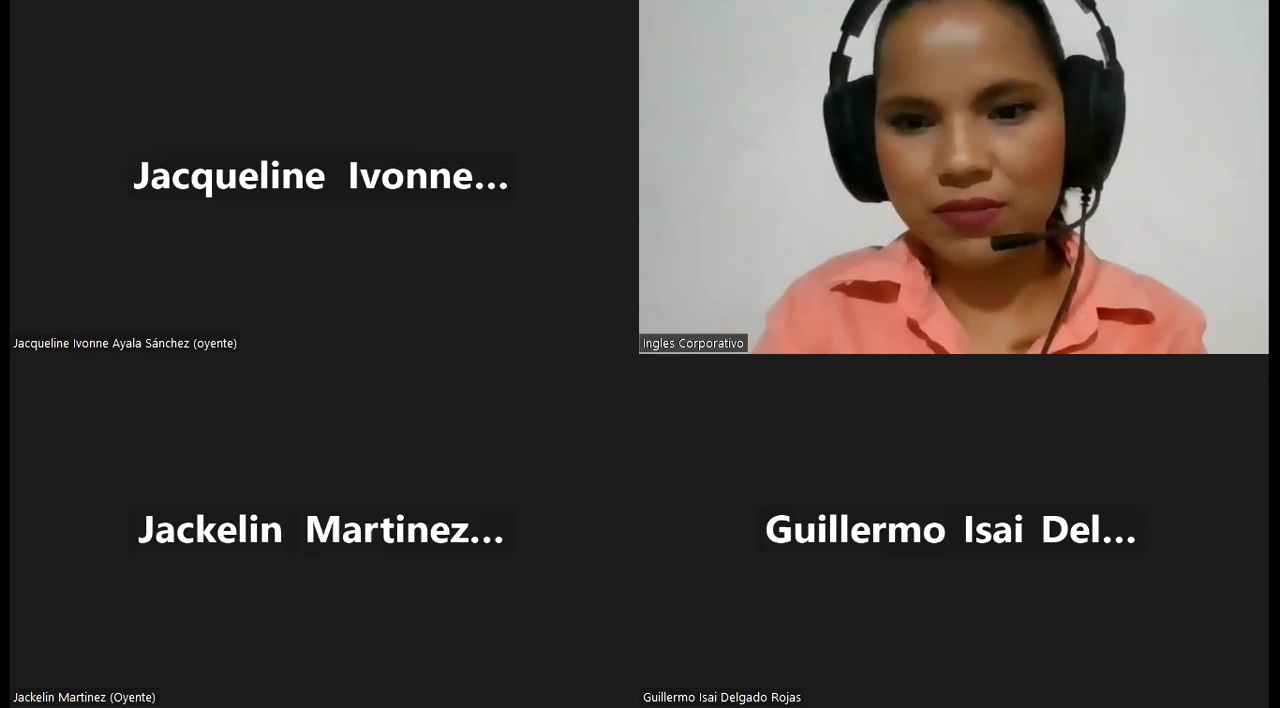 Jacqueline Ivonne...
Jacqueline Ivonne Ayala Sánchez (oyente)
Ingles Corporativo
Jackelin Martinez...
Guillermo Isai Del...
Jackelin Martinez (Oyente)
Guillermo Isai Delgado Rojas